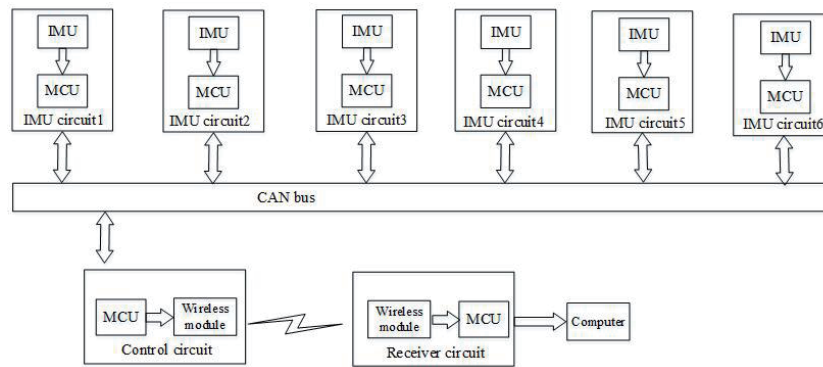 IMU
IMU
IMU
IMU
IMU
IMU
MCU
MCU
MCU
MCU
MCU
MCU
IMU circuit1
IMU circuit2
IMU circuit3
IMU circuit4
IMU circuit5
IMU circuit6
CAN bus
MCU
Wireless
module
Control circuit
Wireless
module
MCU
Receiver circuit
Computer